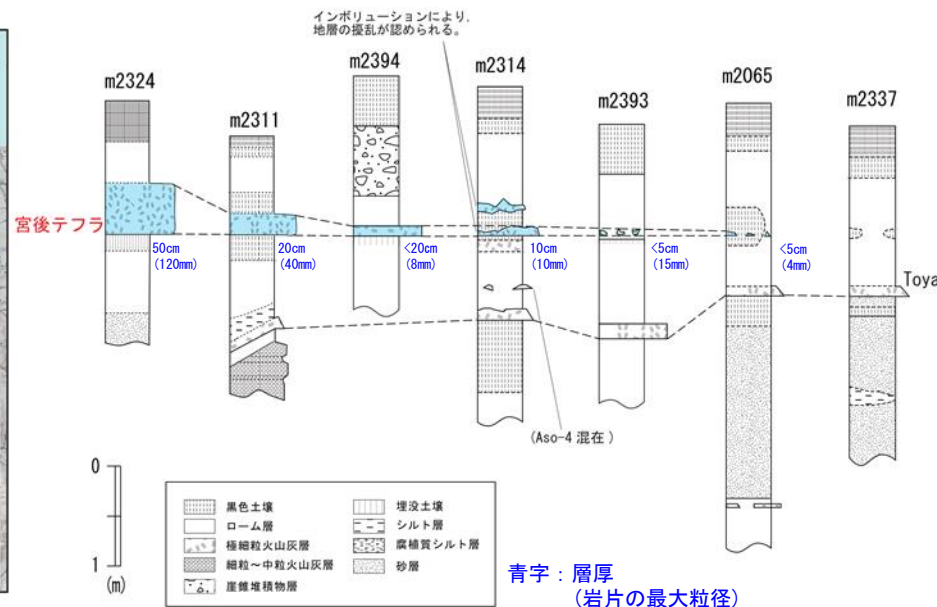 インボリューションにより、
地層の擾乱が認められる。
m2324
m2311
m2394
m2314
m2393
m2065
m2337
宮後テフラ
50cm
(120mm)
20cm
(40mm)
<20cm
(8mm)
10cm
(10mm)
<5cm
(15mm)
<5cm
(4mm)
Toya
(Aso-4 混在)
0
1
(m)
黒色土壌
ローム層
極細粒火山灰層
細粒～中粒火山灰層
崖錐堆積物層
埋没土壌
シルト層
腐植質シルト層
砂層
青字：層厚
(岩片の最大粒径)